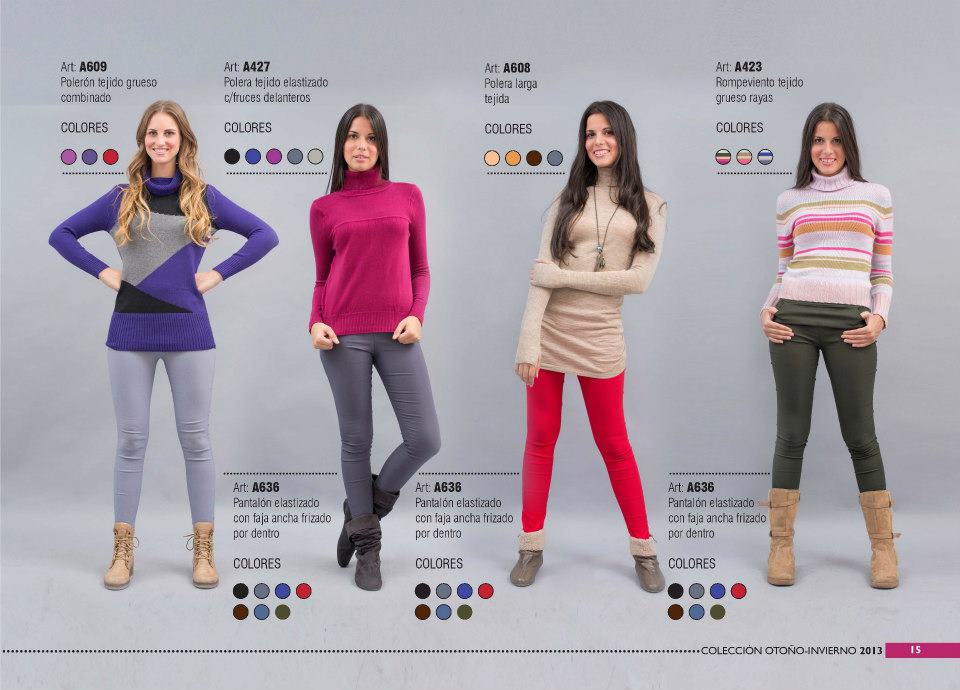 Art: A609
Polerón tejido grueso
combinado
COLORES
Art: A427
Polera tejido elastizado
c/fruces delanteros
COLORES
Art: A608
Polera larga
tejida
COLORES
Art: A423
Rompeviento tejido
grueso rayas
COLORES
Art: A636
Pantalón elastizado
con faja ancha frizado
por dentro
COLORES
Art: A636
Pantalón elastizado
con faja ancha frizado
por dentro
COLORES
Art: A636
Pantalón elastizado
con faja ancha frizado
por dentro
COLORES
COLECCIÓN OTOÑO-INVIERNO 2013 15